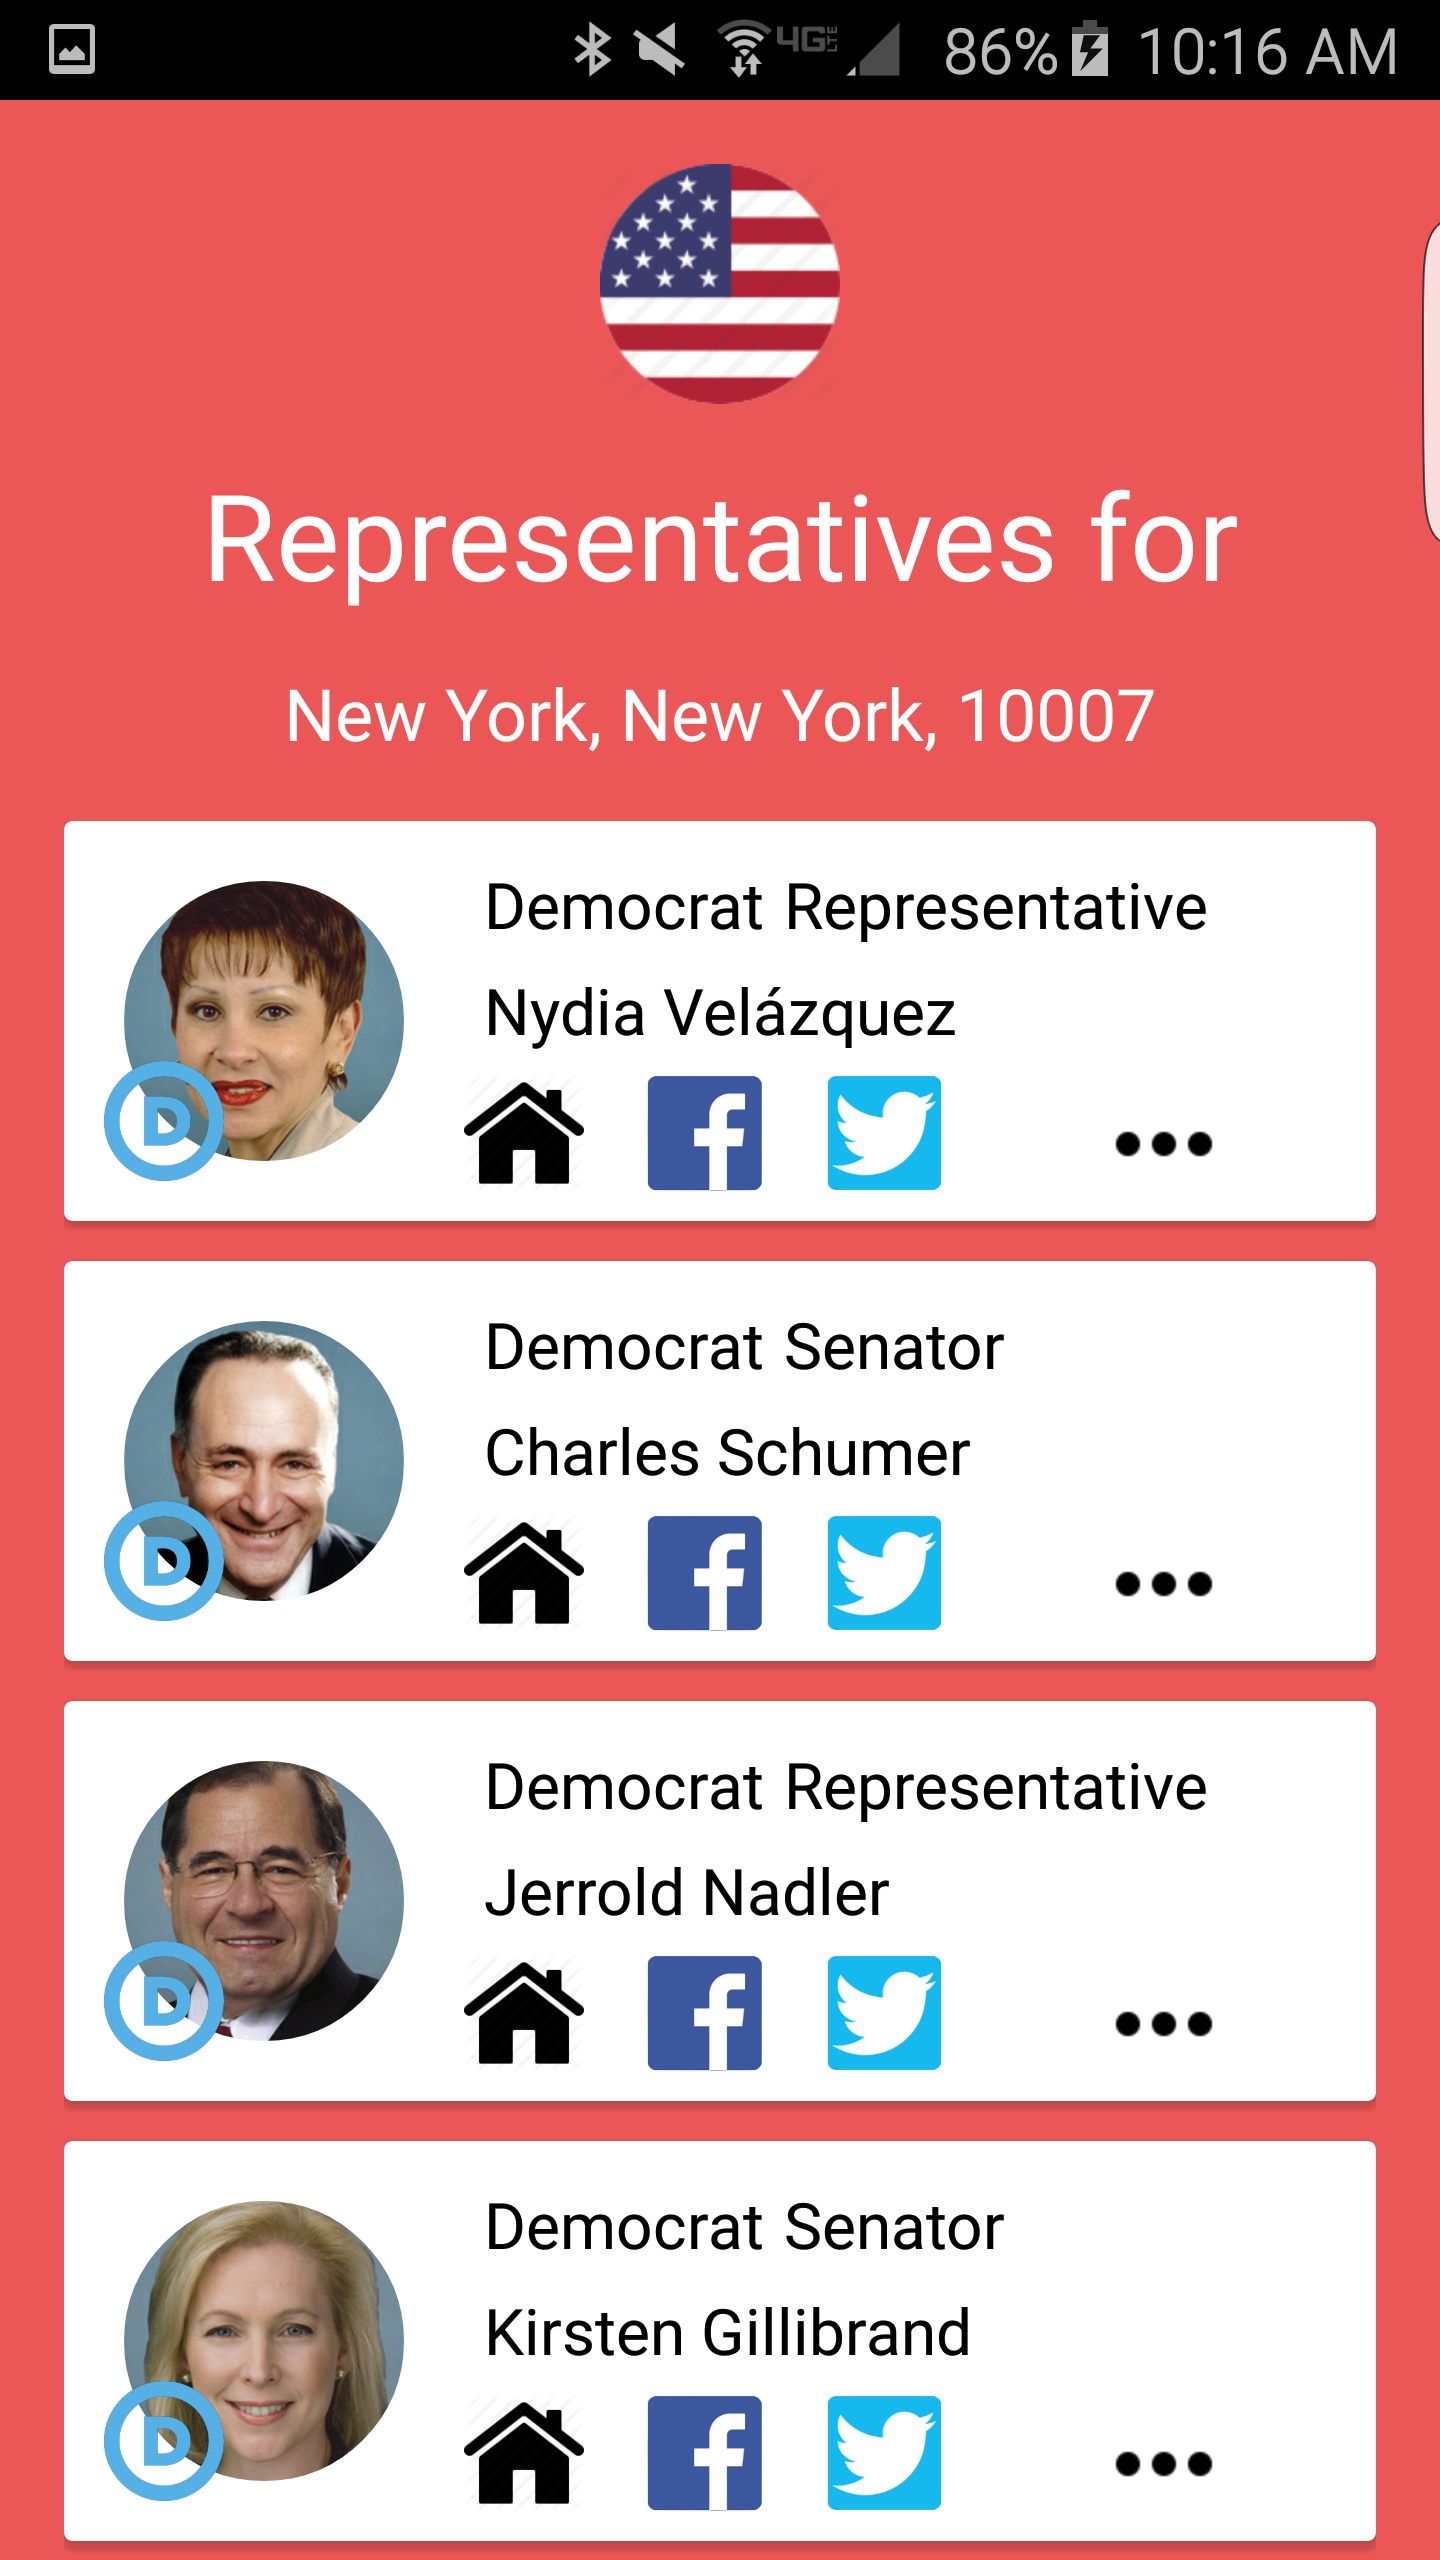 4G LTE 86% 10:16 AM
Representatives for
New York, New York, 10007
Democrat Representative
Nydia Velázquez
D
f
Democrat Senator
Charles Schumer
D
f
Democrat Representative
Jerrold Nadler
D
f
Democrat Senator
Kirsten Gillibrand
D
f